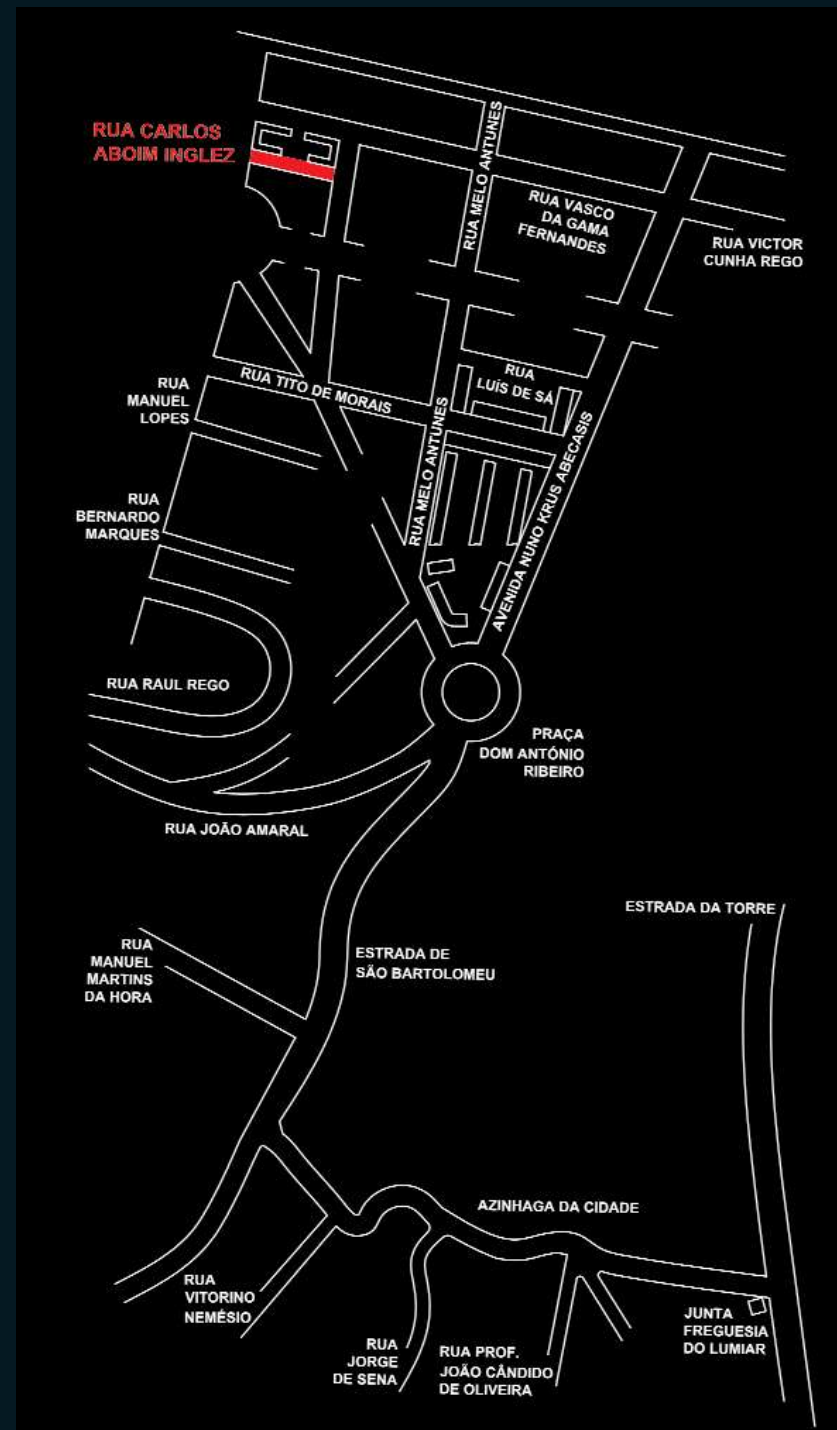 RUA CARLOS
ABOIM INGLEZ
RUA MELO ANTUNES
RUA VASCO
DA GAMA
FERNANDES
RUA VICTOR
CUNHA REGO
RUA
MANUEL
LOPES
RUA TITO DE MORAIS
RUA
LUÍS DE SÁ
RUA MELO ANTUNES
AVENIDA NUNO KRUS ABECASIS
RUA
BERNARDO
MARQUES
RUA RAUL REGO
PRAÇA
DOM ANTÓNIO
RIBEIRO
RUA JOÃO AMARAL
ESTRADA DA TORRE
RUA
MANUEL
MARTINS
DA HORA
ESTRADA DE
SÃO BARTOLOMEU
AZINHAGA DA CIDADE
RUA
VITORINO
NEMÉSIO
RUA
JORGE
DE SENA
RUA PROF.
JOÃO CÂNDIDO
DE OLIVEIRA
JUNTA
FREGUESIA
DO LUMIAR